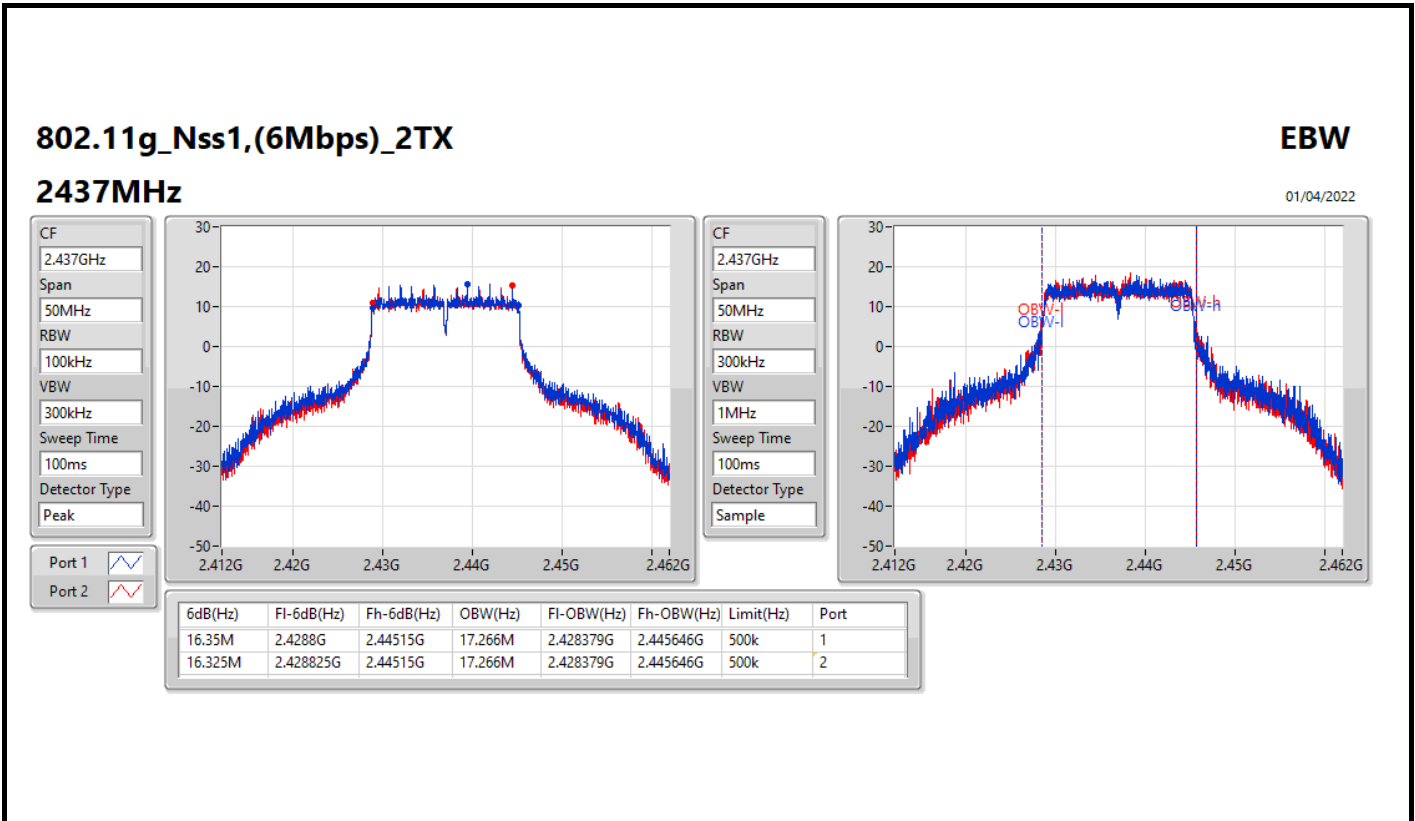 802.11g_Nss1,(6Mbps)_2TX
EBW
2437MHz
01/04/2022
CF
2.437GHz
Span
50MHz
RBW
100kHz
VBW
300kHz
Sweep Time
100ms
Detector Type
Peak
Port 1
Port 2
30
20
10
0
-10
-20
-30
-40
-50
2.412G 2.42G 2.43G 2.44G 2.45G 2.462G
CF
2.437GHz
Span
50MHz
RBW
300kHz
VBW
1MHz
Sweep Time
100ms
Detector Type
Sample
30
20
10
0
-10
-20
-30
-40
-50
OBW-l
OBW-l
OBW-h
2.412G 2.42G 2.43G 2.44G 2.45G 2.462G
6dB(Hz) Fl-6dB(Hz) Fh-6dB(Hz) OBW(Hz) Fl-OBW(Hz) Fh-OBW(Hz) Limit(Hz) Port
16.35M 2.4288G 2.44515G 17.266M 2.428379G 2.445646G 500k 1
16.325M 2.428825G 2.44515G 17.266M 2.428379G 2.445646G 500k 2